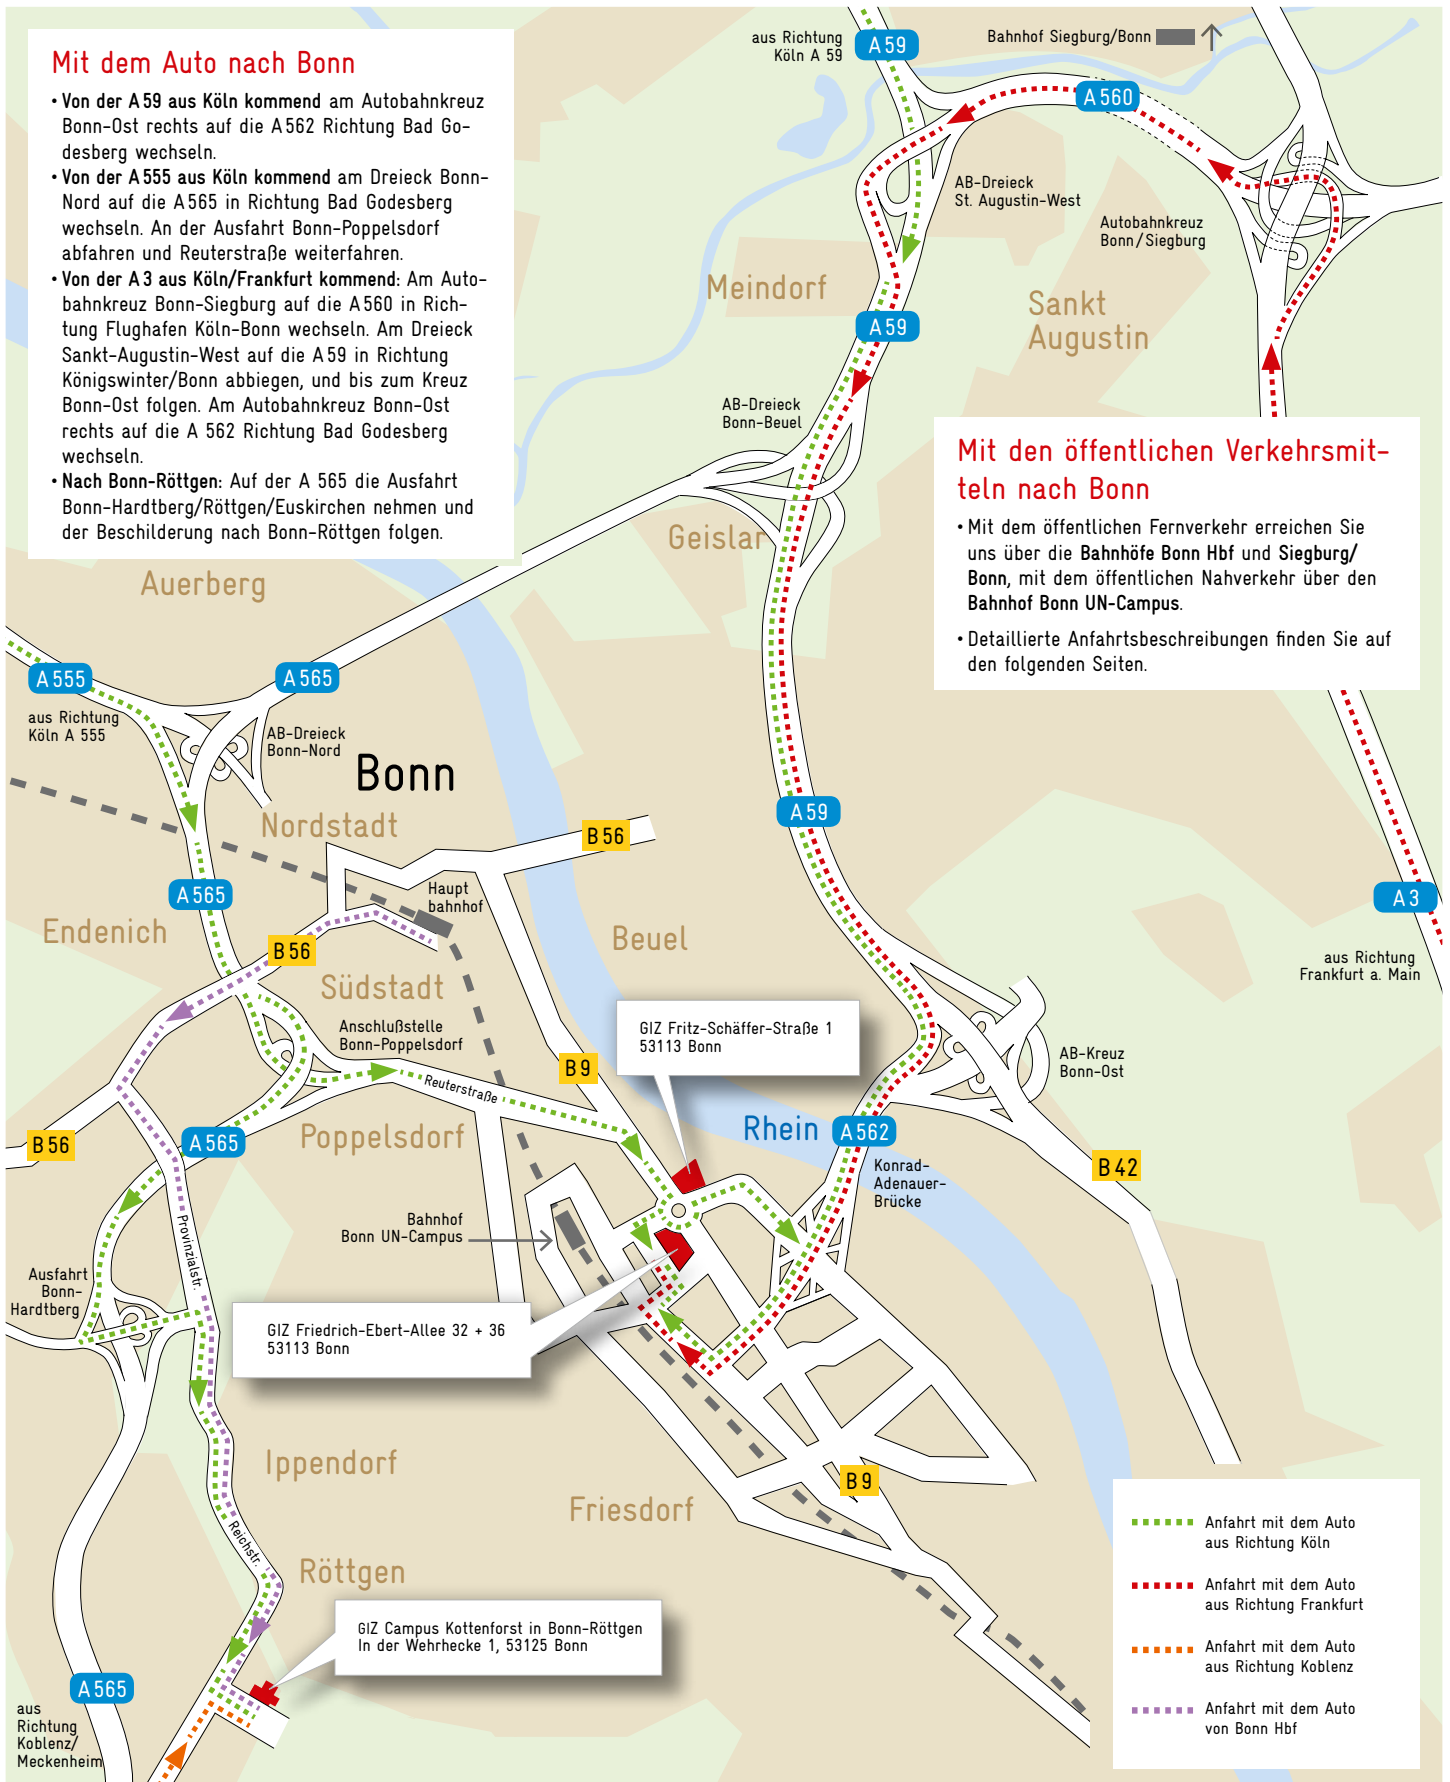 Mit dem Auto nach Bonn
• Von der A 59 aus Köln kommend am Autobahnkreuz
Bonn-Ost rechts auf die A 562 Richtung Bad Go-
desberg wechseln.
• Von der A 555 aus Köln kommend am Dreieck Bonn-
Nord auf die A 565 in Richtung Bad Godesberg
wechseln. An der Ausfahrt Bonn-Poppelsdorf
abfahren und Reuterstraße weiterfahren.
• Von der A 3 aus Köln/Frankfurt kommend: Am Auto-
bahnkreuz Bonn-Siegburg auf die A 560 in Rich-
tung Flughafen Köln-Bonn wechseln. Am Dreieck
Sankt-Augustin-West auf die A 59 in Richtung
Königswinter/Bonn abbiegen, und bis zum Kreuz
Bonn-Ost folgen. Am Autobahnkreuz Bonn-Ost
rechts auf die A 562 Richtung Bad Godesberg
wechseln.
• Nach Bonn-Röttgen: Auf der A 565 die Ausfahrt
Bonn-Hardtberg/Röttgen/Euskirchen nehmen und
der Beschilderung nach Bonn-Röttgen folgen.
aus Richtung
Köln A 59
A 59
Bahnhof Siegburg/Bonn
A 560
AB-Dreieck
St. Augustin-West
Autobahnkreuz
Bonn/Siegburg
Meindorf
Sankt
Augustin
A 59
AB-Dreieck
Bonn-Beuel
Mit den öffentlichen Verkehrsmit-
teln nach Bonn
• Mit dem öffentlichen Fernverkehr erreichen Sie
uns über die Bahnhöfe Bonn Hbf und Siegburg/
Bonn, mit dem öffentlichen Nahverkehr über den
Bahnhof Bonn UN-Campus.
• Detaillierte Anfahrtsbeschreibungen finden Sie auf
den folgenden Seiten.
Geislar
Auerberg
A 555
A 565
aus Richtung
Köln A 555
AB-Dreieck
Bonn-Nord
Bonn
Nordstadt
B 56
A 59
A 565
Haupt
bahnhof
A 3
Endenich
B 56
Beuel
aus Richtung
Frankfurt a. Main
Südstadt
Anschlußstelle
Bonn-Poppelsdorf
GIZ Fritz-Schäffer-Straße 1
53113 Bonn
B 9
AB-Kreuz
Bonn-Ost
Reuterstraße
B 56
A 565
Poppelsdorf
Rhein
A 562
B 42
Konrad-
Adenauer-
Brücke
Bahnhof
Bonn UN-Campus
Provinzialstr.
Ausfahrt
Bonn-
Hardtberg
GIZ Friedrich-Ebert-Allee 32 + 36
53113 Bonn
Ippendorf
B 9
Friesdorf
Reichstr.
Röttgen
GIZ Campus Kottenforst in Bonn-Röttgen
In der Wehrhecke 1, 53125 Bonn
A 565
aus
Richtung
Koblenz/
Meckenheim
Anfahrt mit dem Auto
aus Richtung Köln
Anfahrt mit dem Auto
aus Richtung Frankfurt
Anfahrt mit dem Auto
aus Richtung Koblenz
Anfahrt mit dem Auto
von Bonn Hbf